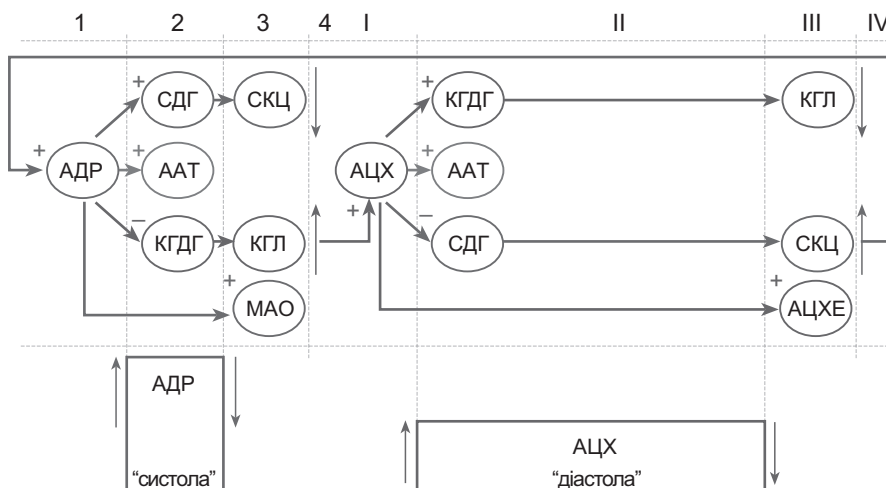 1 2 3 4 I II III IV
+ СДГ СКЦ + КГДГ КГЛ
+ АДР + ААТ АЦХ + ААТ
– КГДГ КГЛ + – СДГ СКЦ
+ МАО + АЦХЕ
АДР
АЦХ
“систола” “діастола”